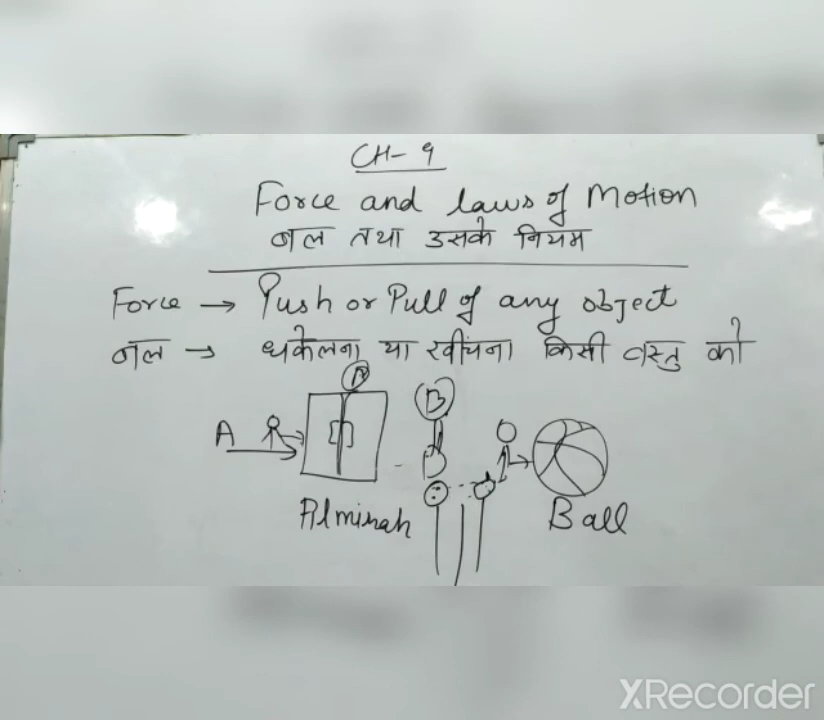 CH- 9
Force and laws of Motion
बल तथा उसके नियम
Force → Push or Pull of any object
बल → धकेलना या खींचना किसी वस्तु को
A
B
Almirah
Ball
XRecorder